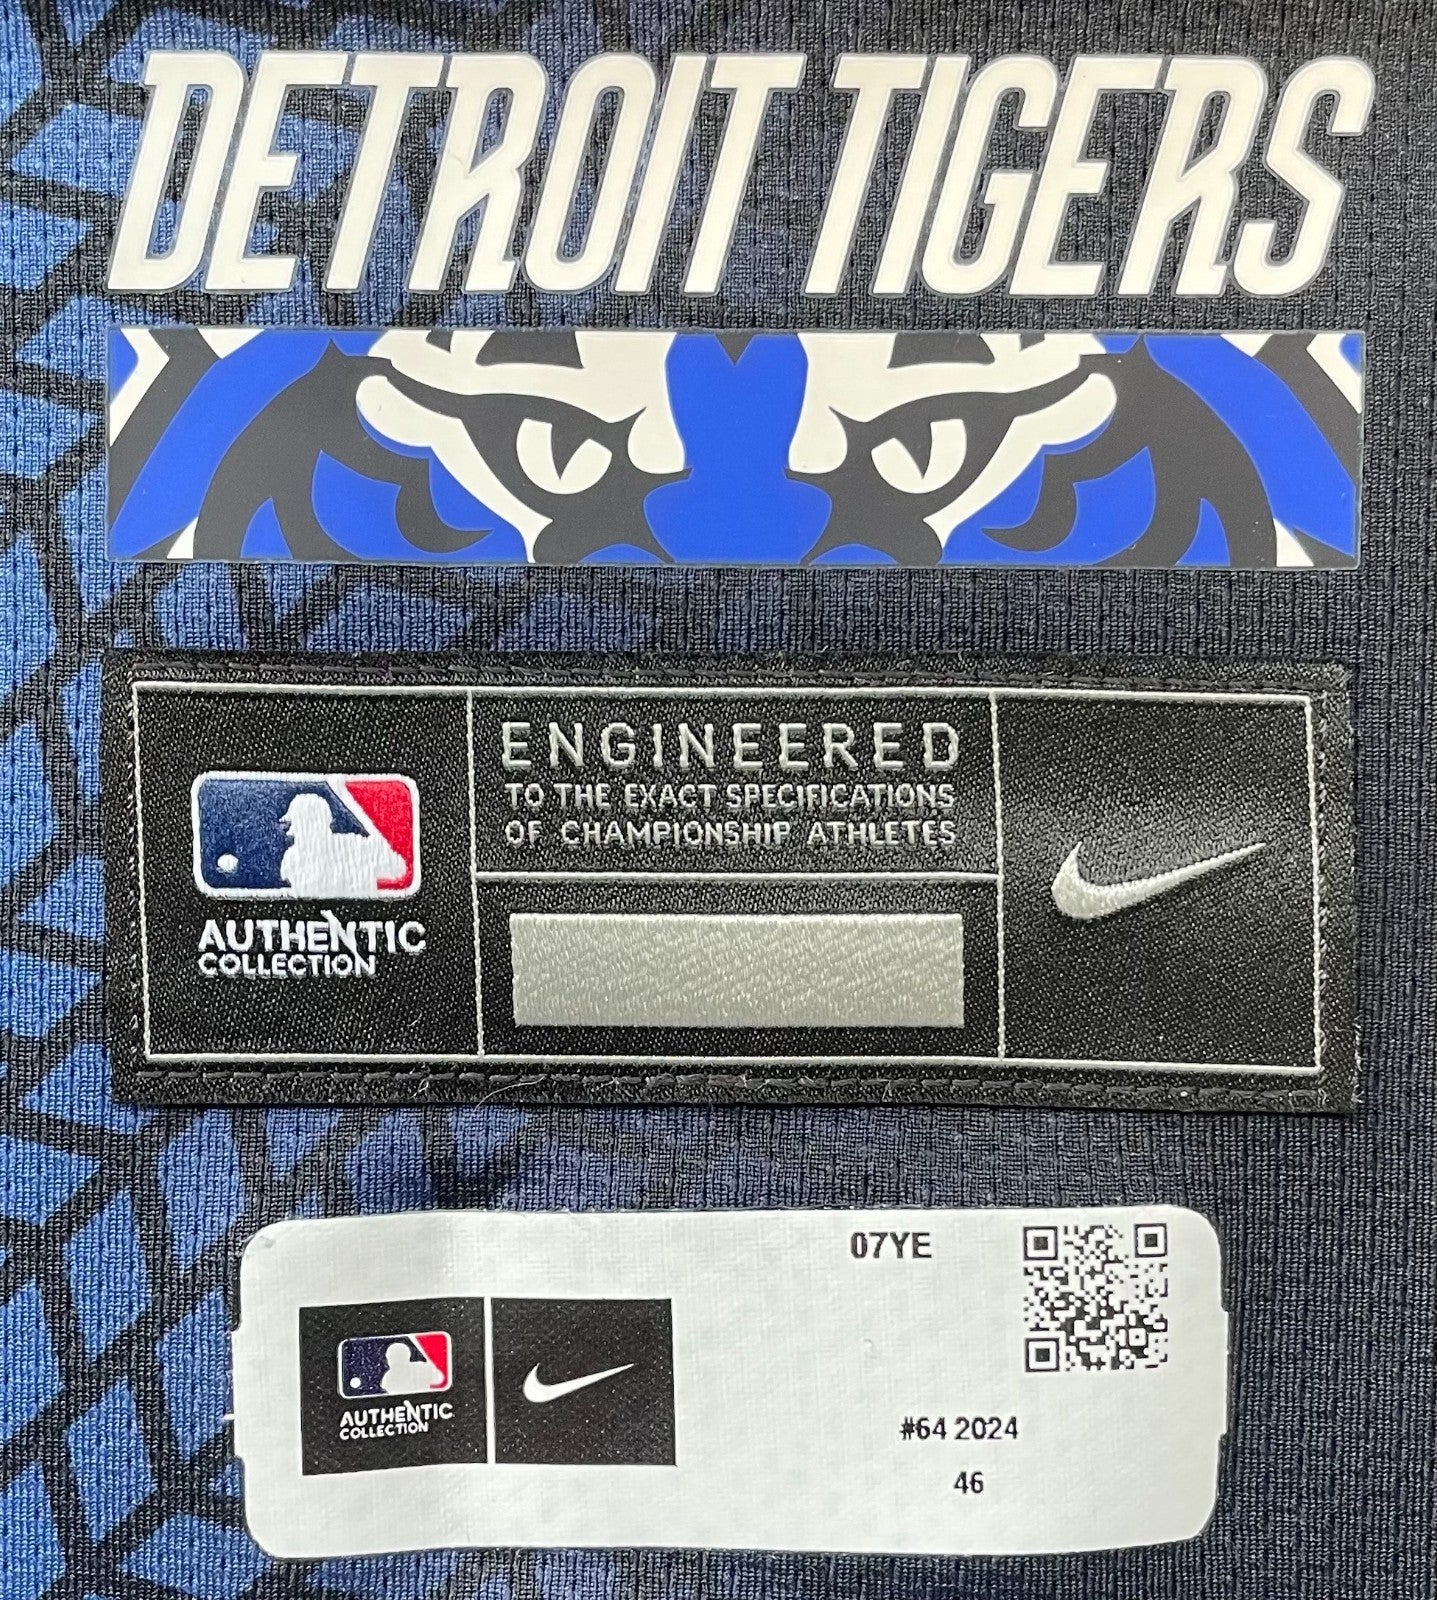 DETROIT TIGERS
ENGINEERED
TO THE EXACT SPECIFICATIONS
OF CHAMPIONSHIP ATHLETES
AUTHENTIC
COLLECTION
07YE
AUTHENTIC
COLLECTION
#64 2024
46